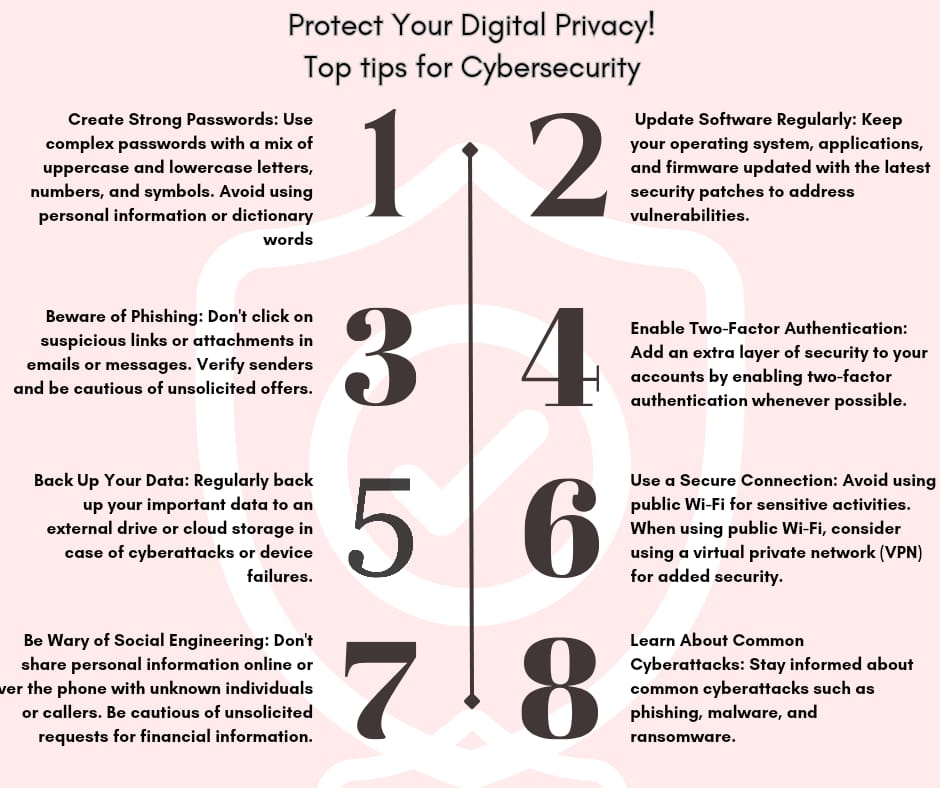 Protect Your Digital Privacy!
Top tips for Cybersecurity
Create Strong Passwords: Use
complex passwords with a mix of
uppercase and lowercase letters,
numbers, and symbols. Avoid using
personal information or dictionary
words
1
2
Update Software Regularly: Keep
your operating system, applications,
and firmware updated with the latest
security patches to address
vulnerabilities.
Beware of Phishing: Don't click on
suspicious links or attachments in
emails or messages. Verify senders
and be cautious of unsolicited offers.
3
4
Enable Two-Factor Authentication:
Add an extra layer of security to your
accounts by enabling two-factor
authentication whenever possible.
Back Up Your Data: Regularly back
up your important data to an
external drive or cloud storage in
case of cyberattacks or device
failures.
5
6
Use a Secure Connection: Avoid using
public Wi-Fi for sensitive activities.
When using public Wi-Fi, consider
using a virtual private network (VPN)
for added security.
Be Wary of Social Engineering: Don't
share personal information online or
ver the phone with unknown individuals
or callers. Be cautious of unsolicited
requests for financial information.
7
8
Learn About Common
Cyberattacks: Stay informed about
common cyberattacks such as
phishing, malware, and
ransomware.